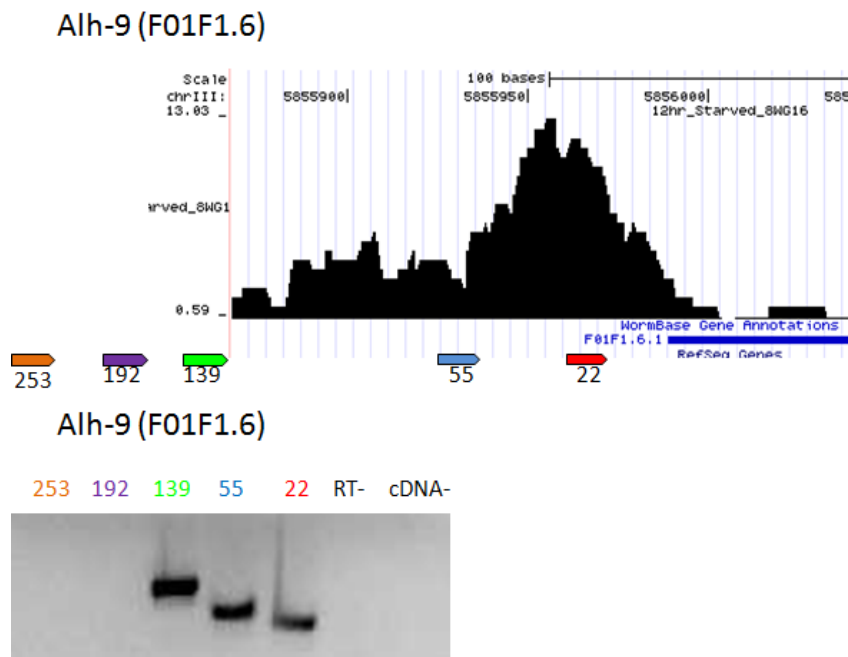 Alh-9 (F01F1.6)
Scale 100 bases
chrIII: 5855900 5855950 5856000 585
13.03 _ 12hr_Starved_8WG16
arved_8WG1
0.59 _
WormBase Gene Annotations
F01F1.6.1
RefSeq Genes
253 192 139 55 22
Alh-9 (F01F1.6)
253 192 139 55 22 RT- cDNA-